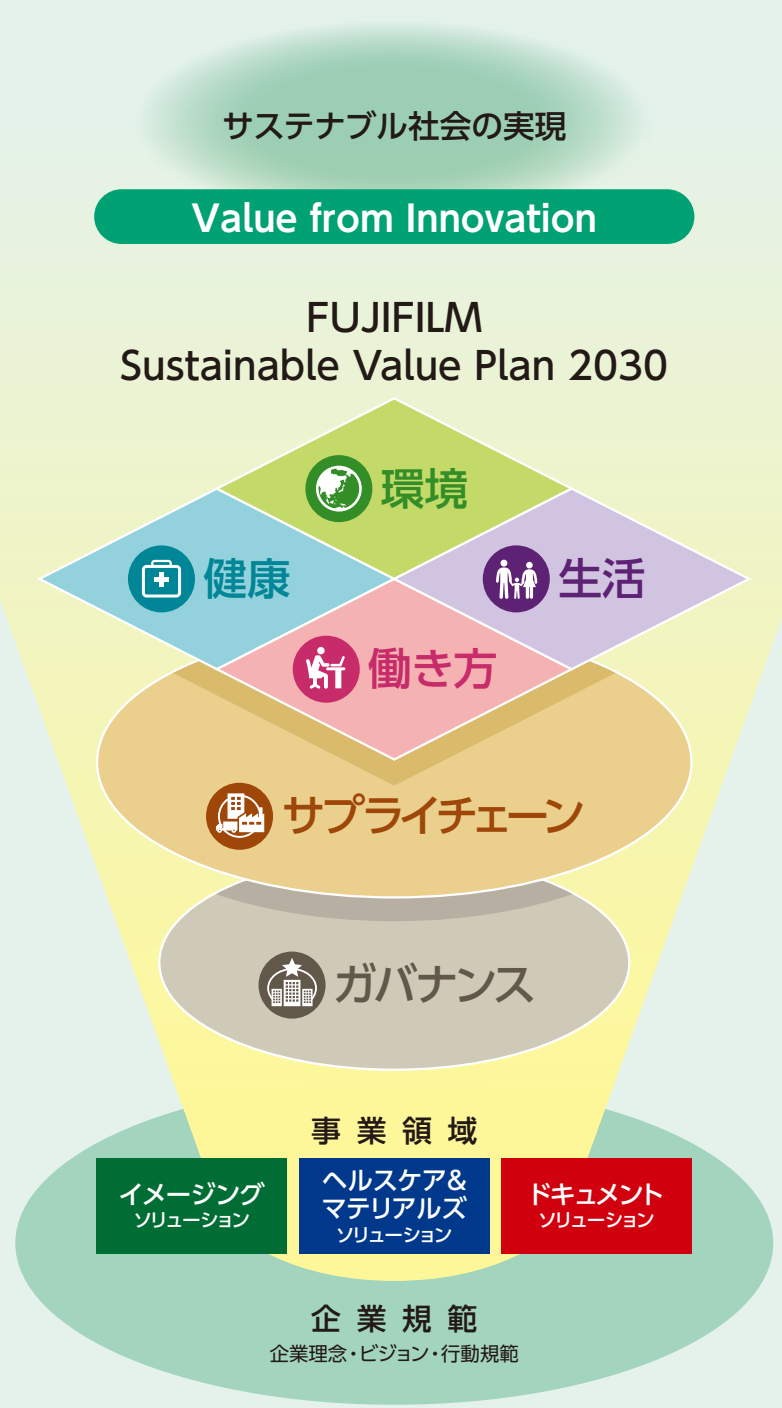 サステナブル社会の実現
Value from Innovation
FUJIFILM
Sustainable Value Plan 2030
環境
健康
生活
働き方
サプライチェーン
ガバナンス
事業領域
イメージング
ソリューション
ヘルスケア&
マテリアルズ
ソリューション
ドキュメント
ソリューション
企業規範
企業理念・ビジョン・行動規範